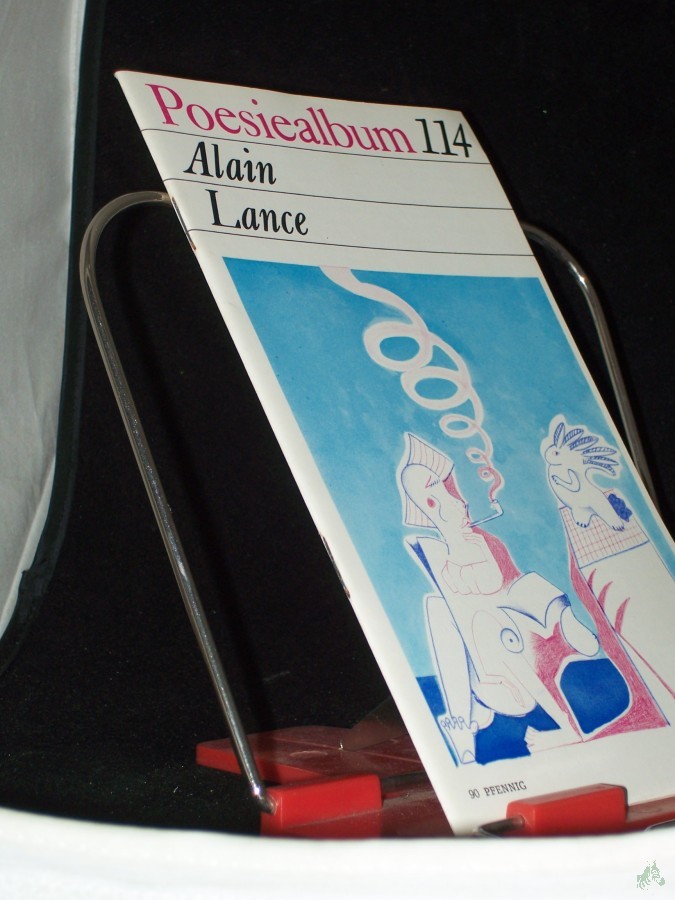 Poesiealbum 114
Alain
Lance
90 PFENNIG